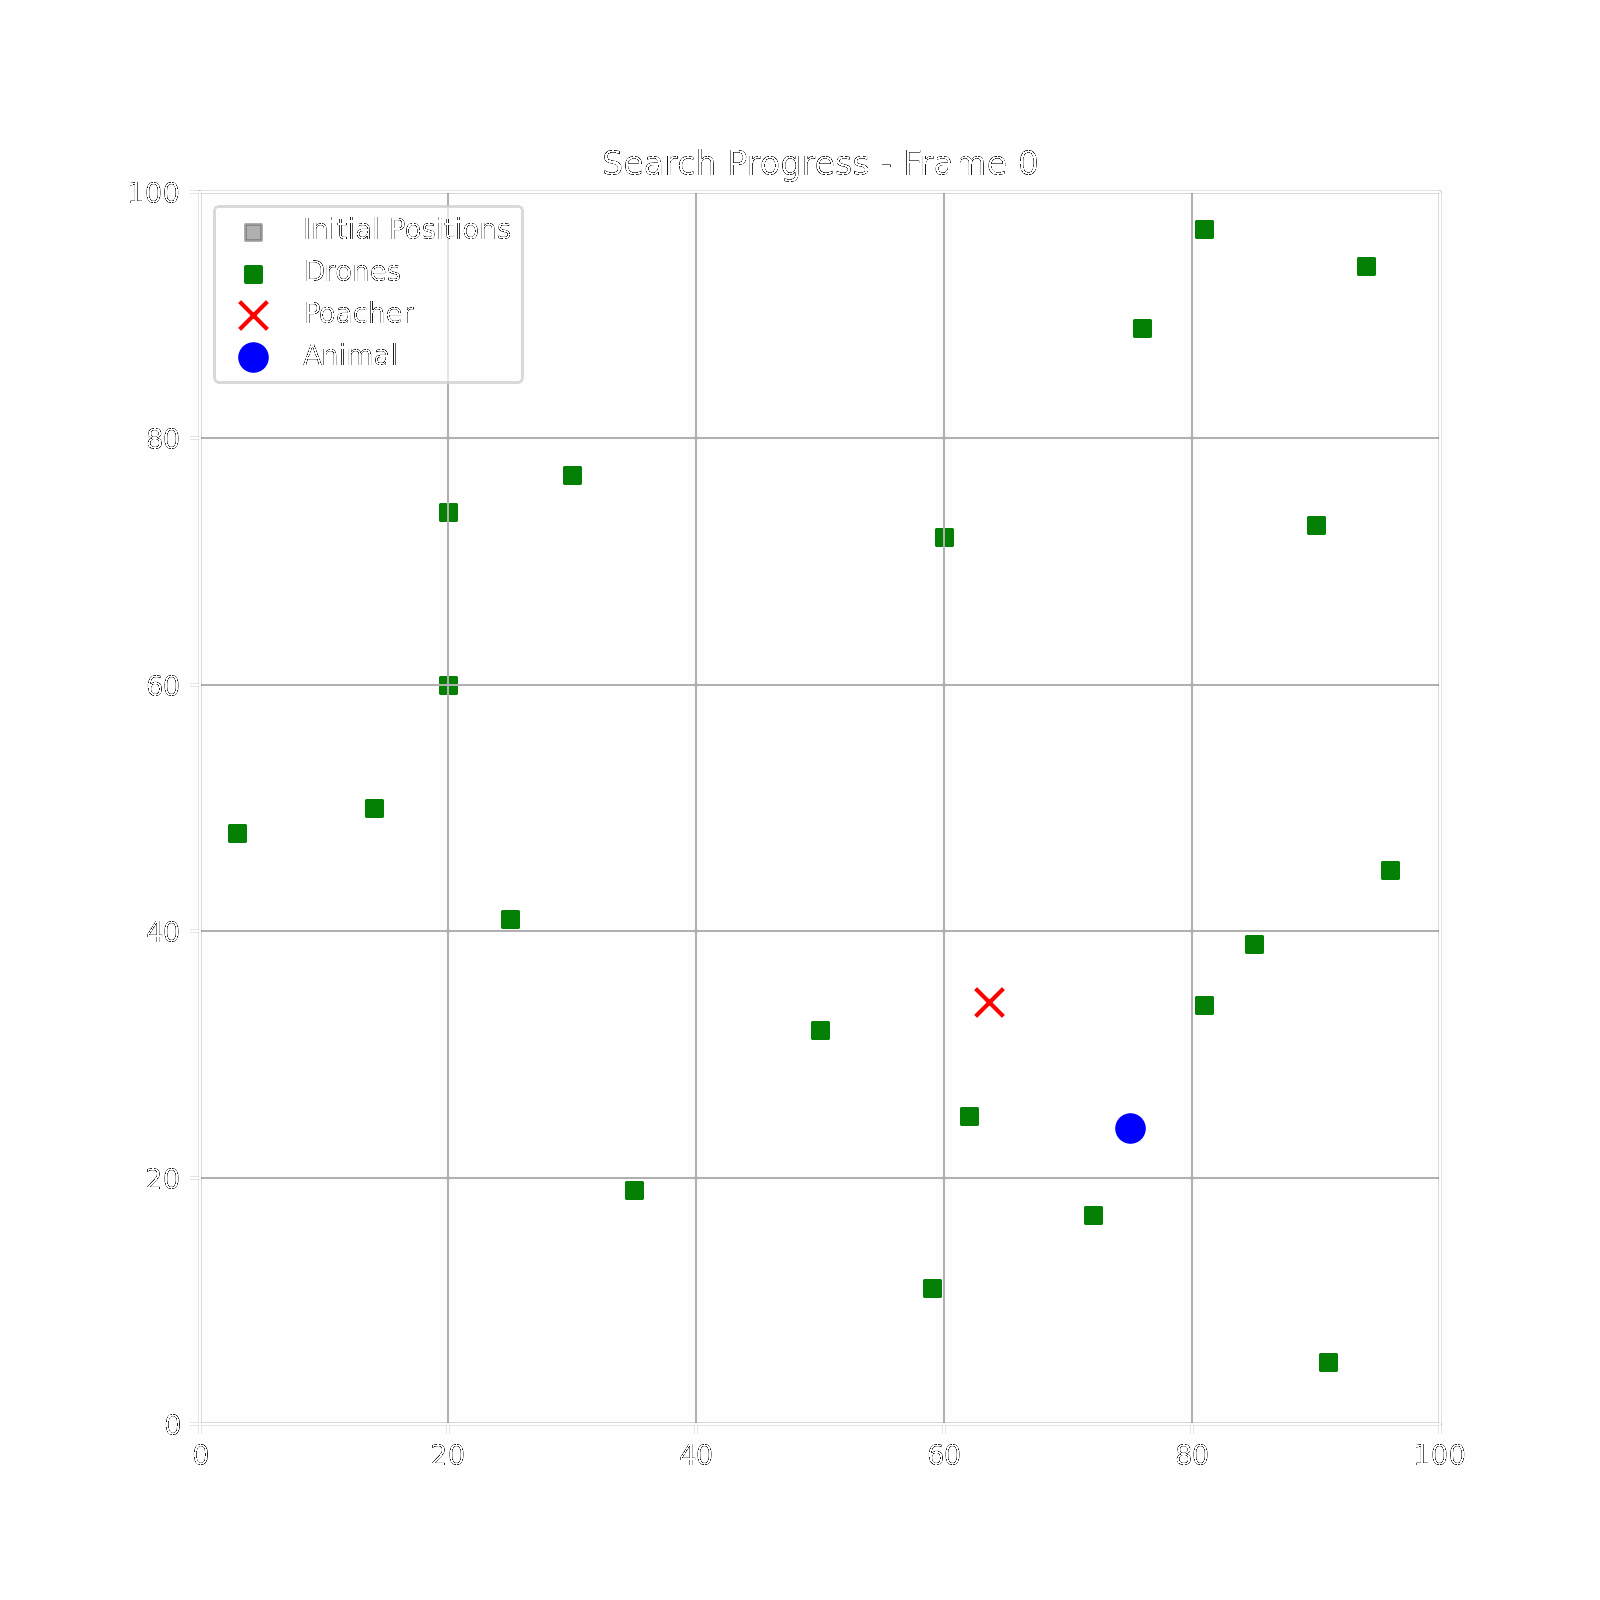 Search Progress - Frame 0
100
Initial Positions
Drones
Poacher
Animal
80
60
40
20
0
0 20 40 60 80 100